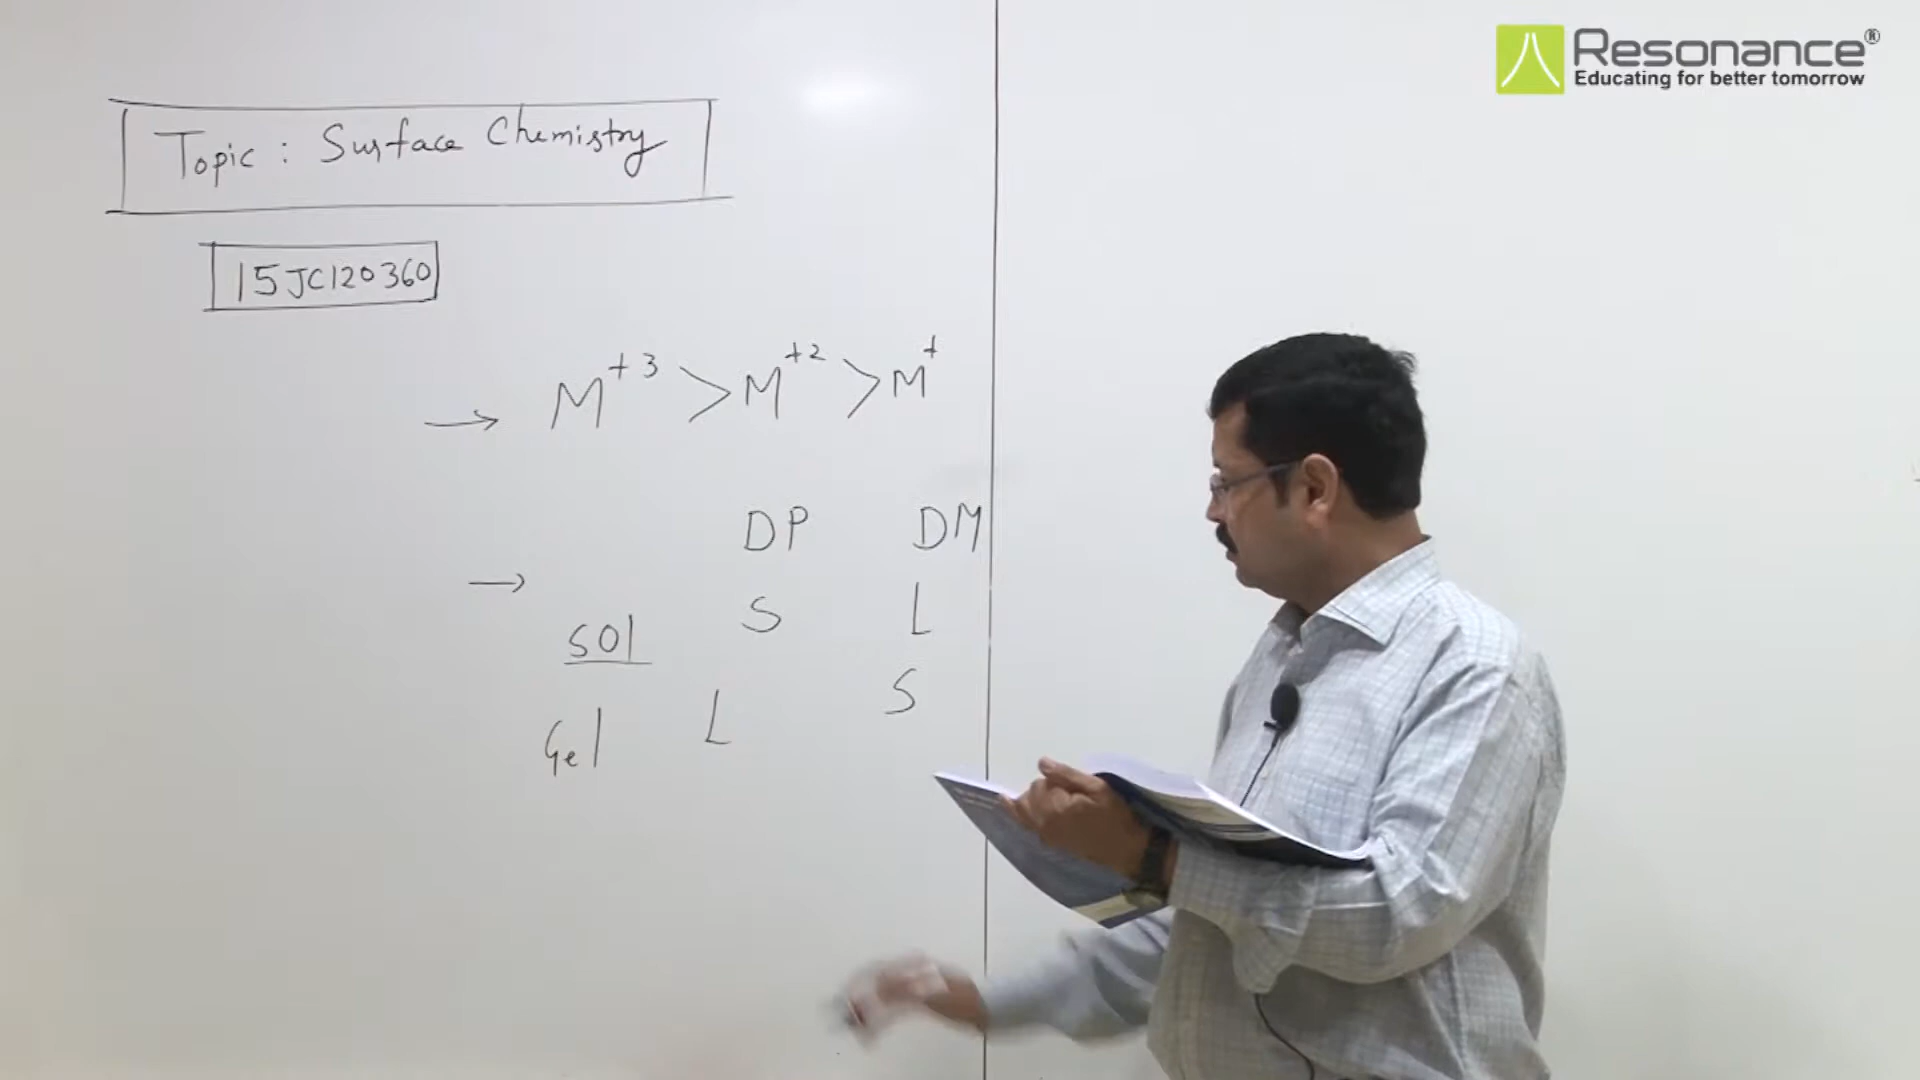 Resonance®
Educating for better tomorrow
Topic : Surface Chemistry
15JC120360
→ M+3 > M+2 > M+
DP DM
→ sol S L
Gel L S